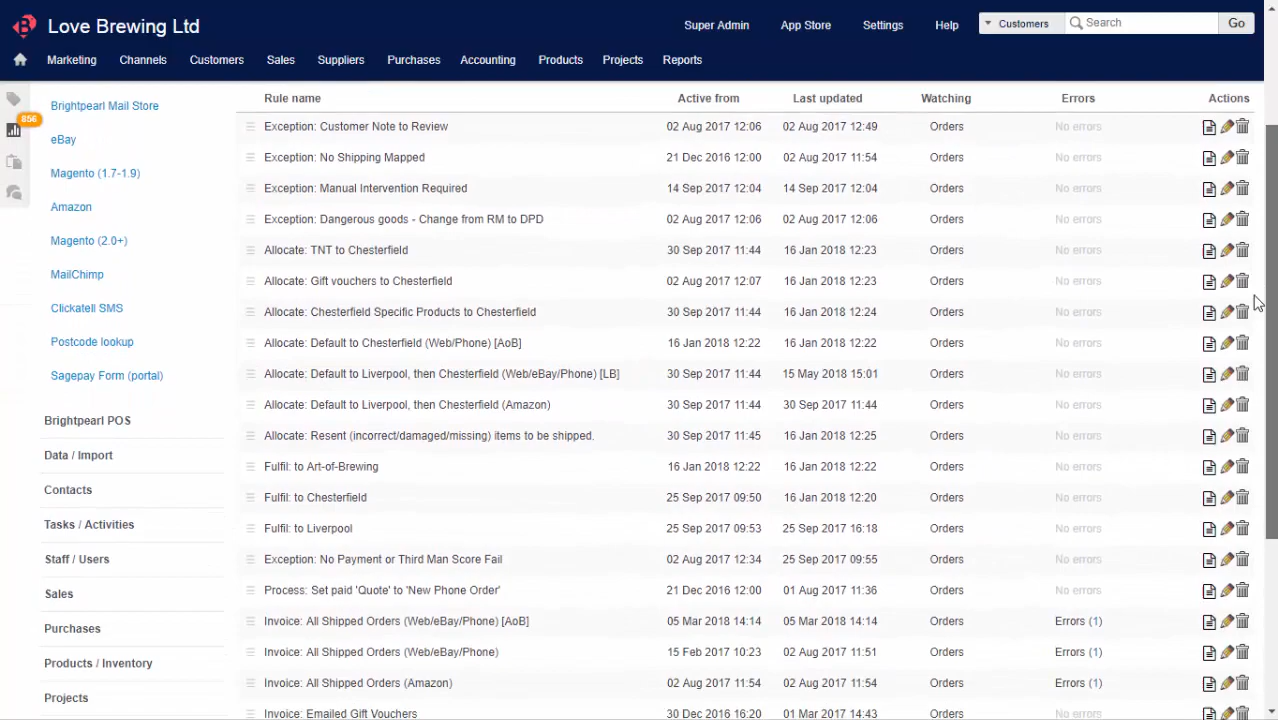 Love Brewing Ltd
Super Admin App Store Settings Help Customers Search Go
Marketing Channels Customers Sales Suppliers Purchases Accounting Products Projects Reports
856
Brightpearl Mail Store
eBay
Magento (1.7-1.9)
Amazon
Magento (2.0+)
MailChimp
Clickatell SMS
Postcode lookup
Sagepay Form (portal)
Brightpearl POS
Data / Import
Contacts
Tasks / Activities
Staff / Users
Sales
Purchases
Products / Inventory
Projects
Rule name Active from Last updated Watching Errors Actions
Exception: Customer Note to Review 02 Aug 2017 12:06 02 Aug 2017 12:49 Orders No errors
Exception: No Shipping Mapped 21 Dec 2016 12:00 02 Aug 2017 11:54 Orders No errors
Exception: Manual Intervention Required 14 Sep 2017 12:04 14 Sep 2017 12:04 Orders No errors
Exception: Dangerous goods - Change from RM to DPD 02 Aug 2017 12:06 02 Aug 2017 12:06 Orders No errors
Allocate: TNT to Chesterfield 30 Sep 2017 11:44 16 Jan 2018 12:23 Orders No errors
Allocate: Gift vouchers to Chesterfield 02 Aug 2017 12:07 16 Jan 2018 12:23 Orders No errors
Allocate: Chesterfield Specific Products to Chesterfield 30 Sep 2017 11:44 16 Jan 2018 12:24 Orders No errors
Allocate: Default to Chesterfield (Web/Phone) [AoB] 16 Jan 2018 12:22 16 Jan 2018 12:22 Orders No errors
Allocate: Default to Liverpool, then Chesterfield (Web/eBay/Phone) [LB] 30 Sep 2017 11:44 15 May 2018 15:01 Orders No errors
Allocate: Default to Liverpool, then Chesterfield (Amazon) 30 Sep 2017 11:44 30 Sep 2017 11:44 Orders No errors
Allocate: Resent (incorrect/damaged/missing) items to be shipped. 30 Sep 2017 11:45 16 Jan 2018 12:25 Orders No errors
Fulfil: to Art-of-Brewing 16 Jan 2018 12:22 16 Jan 2018 12:22 Orders No errors
Fulfil: to Chesterfield 25 Sep 2017 09:50 16 Jan 2018 12:20 Orders No errors
Fulfil: to Liverpool 25 Sep 2017 09:53 25 Sep 2017 16:18 Orders No errors
Exception: No Payment or Third Man Score Fail 02 Aug 2017 12:34 25 Sep 2017 09:55 Orders No errors
Process: Set paid 'Quote' to 'New Phone Order' 21 Dec 2016 12:00 01 Aug 2017 11:36 Orders No errors
Invoice: All Shipped Orders (Web/eBay/Phone) [AoB] 05 Mar 2018 14:14 05 Mar 2018 14:14 Orders Errors (1)
Invoice: All Shipped Orders (Web/eBay/Phone) 15 Feb 2017 10:23 02 Aug 2017 11:51 Orders Errors (1)
Invoice: All Shipped Orders (Amazon) 02 Aug 2017 11:54 02 Aug 2017 11:54 Orders Errors (1)
Invoice: Emailed Gift Vouchers 30 Dec 2016 16:20 01 Mar 2017 14:43 Orders No errors